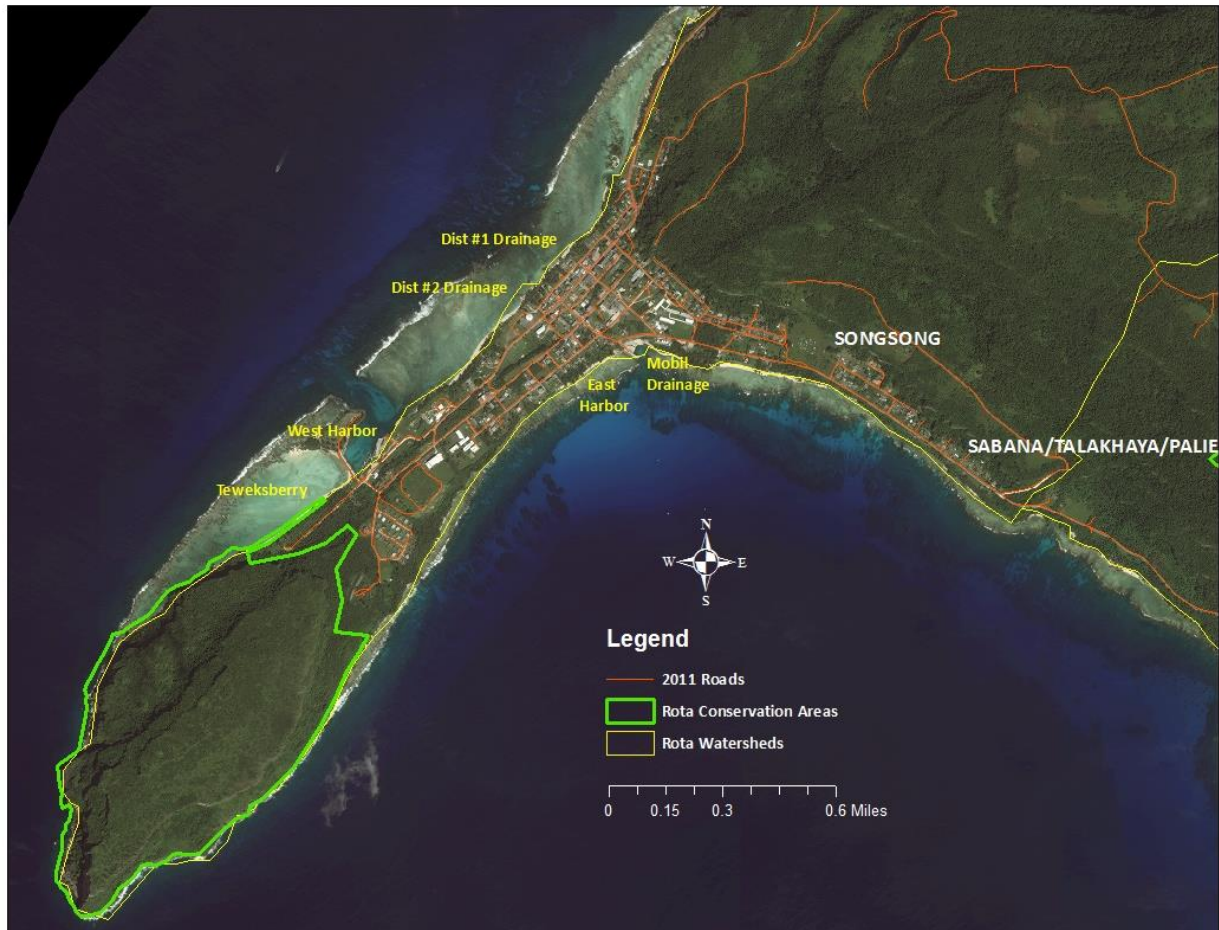 Dist #1 Drainage
Dist #2 Drainage
SONGSONG
Mobil
Drainage
East
Harbor
West Harbor
SABANA/TALAKHAYA/PALIE
Teweksberry
N
W E
S
Legend
2011 Roads
Rota Conservation Areas
Rota Watersheds
0 0.15 0.3 0.6 Miles